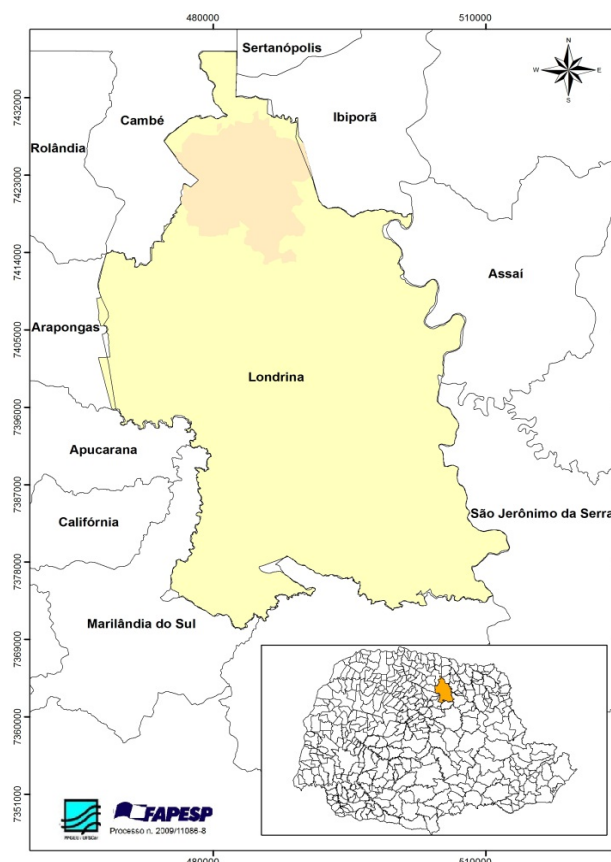 480000
510000
Sertanópolis
N
W
E
S
7432000
Cambé
Ibiporã
Rolândia
7423000
7414000
Assaí
Arapongas
7405000
Londrina
7396000
Apucarana
7387000
São Jerônimo da Serra
Califórnia
7378000
Marilândia do Sul
7369000
7360000
7351000
FAPESP
Processo n. 2009/11086-8
480000
510000